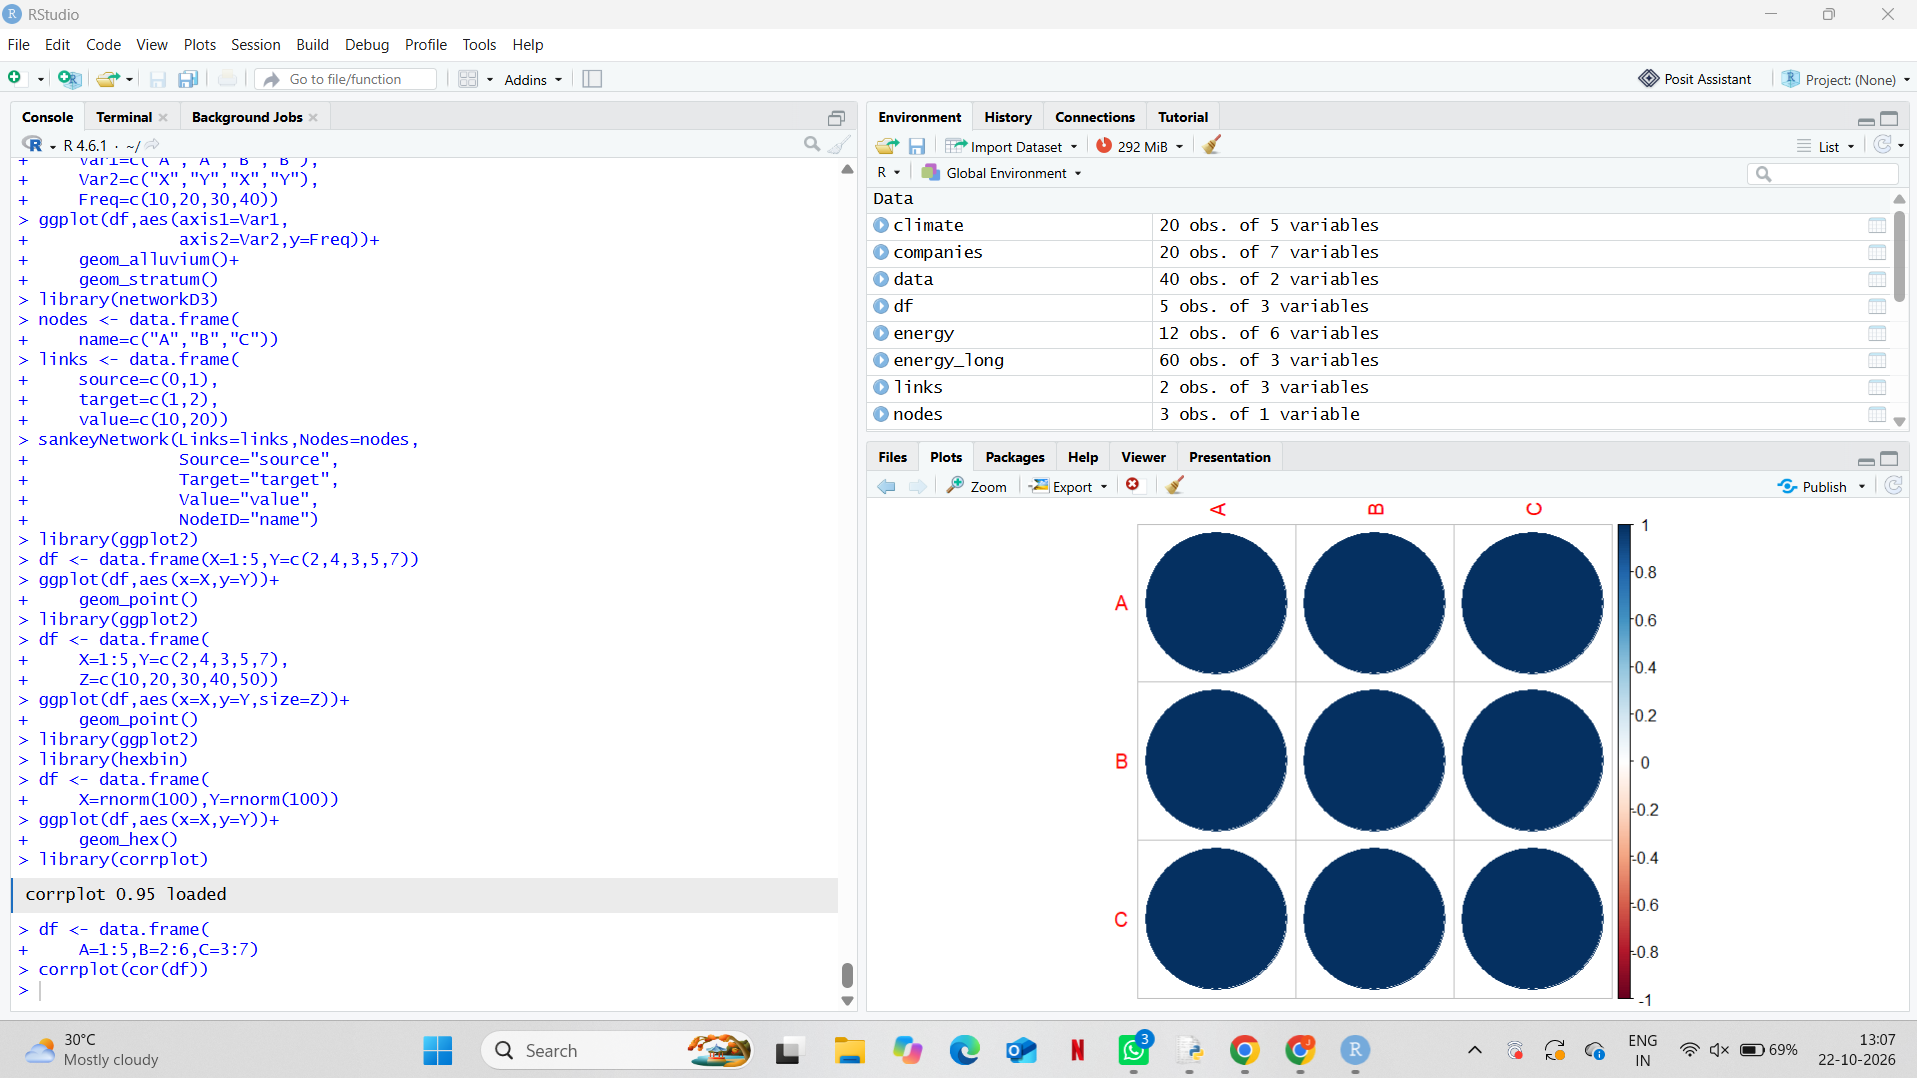 RStudio
File Edit Code View Plots Session Build Debug Profile Tools Help
Go to file/function Addins Posit Assistant Project: (None)
Console Terminal Background Jobs
R 4.6.1 · ~/
+ Var1=c("A","A","B","B"),
+ Var2=c("X","Y","X","Y"),
+ Freq=c(10,20,30,40))
> ggplot(df,aes(axis1=Var1,
+ axis2=Var2,y=Freq))+
+ geom_alluvium()+
+ geom_stratum()
> library(networkD3)
> nodes <- data.frame(
+ name=c("A","B","C"))
> links <- data.frame(
+ source=c(0,1),
+ target=c(1,2),
+ value=c(10,20))
> sankeyNetwork(Links=links,Nodes=nodes,
+ Source="source",
+ Target="target",
+ Value="value",
+ NodeID="name")
> library(ggplot2)
> df <- data.frame(X=1:5,Y=c(2,4,3,5,7))
> ggplot(df,aes(x=X,y=Y))+
+ geom_point()
> library(ggplot2)
> df <- data.frame(
+ X=1:5,Y=c(2,4,3,5,7),
+ Z=c(10,20,30,40,50))
> ggplot(df,aes(x=X,y=Y,size=Z))+
+ geom_point()
> library(ggplot2)
> library(hexbin)
> df <- data.frame(
+ X=rnorm(100),Y=rnorm(100))
> ggplot(df,aes(x=X,y=Y))+
+ geom_hex()
> library(corrplot)
corrplot 0.95 loaded
> df <- data.frame(
+ A=1:5,B=2:6,C=3:7)
> corrplot(cor(df))
>
Environment History Connections Tutorial
Import Dataset 292 MiB List
R Global Environment
Data
climate 20 obs. of 5 variables
companies 20 obs. of 7 variables
data 40 obs. of 2 variables
df 5 obs. of 3 variables
energy 12 obs. of 6 variables
energy_long 60 obs. of 3 variables
links 2 obs. of 3 variables
nodes 3 obs. of 1 variable
Files Plots Packages Help Viewer Presentation
Zoom Export Publish
A B C
A
B
C
1
0.8
0.6
0.4
0.2
0
-0.2
-0.4
-0.6
-0.8
-1
30°C
Mostly cloudy
Search
3
ENG
IN
69%
13:07
22-10-2026